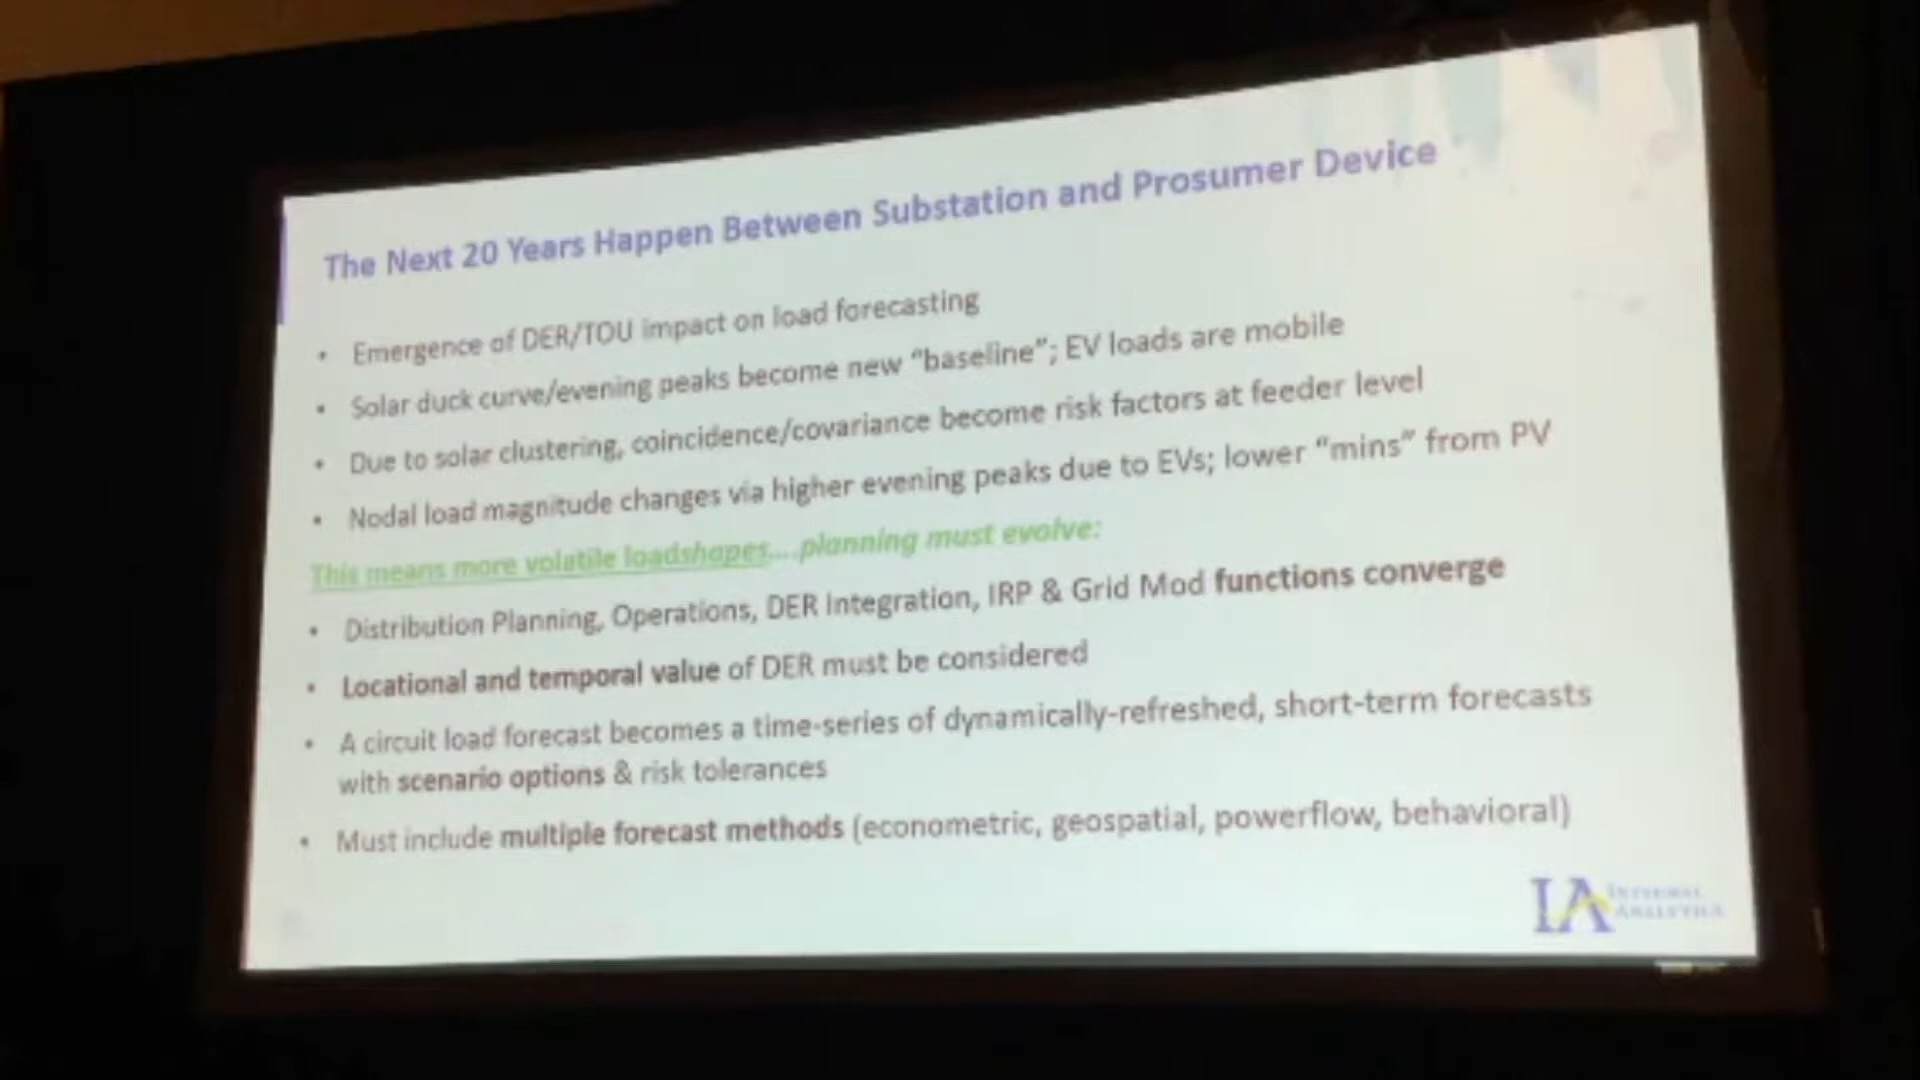 The Next 20 Years Happen Between Substation and Prosumer Device
• Emergence of DER/TOU impact on load forecasting
• Solar duck curve/evening peaks become new “baseline”; EV loads are mobile
• Due to solar clustering, coincidence/covariance become risk factors at feeder level
• Nodal load magnitude changes via higher evening peaks due to EVs; lower “mins” from PV
This means more volatile loadshapes....planning must evolve:
• Distribution Planning, Operations, DER Integration, IRP & Grid Mod functions converge
• Locational and temporal value of DER must be considered
• A circuit load forecast becomes a time-series of dynamically-refreshed, short-term forecasts
with scenario options & risk tolerances
• Must include multiple forecast methods (econometric, geospatial, powerflow, behavioral)
IA
INTEGRAL
ANALYTICS